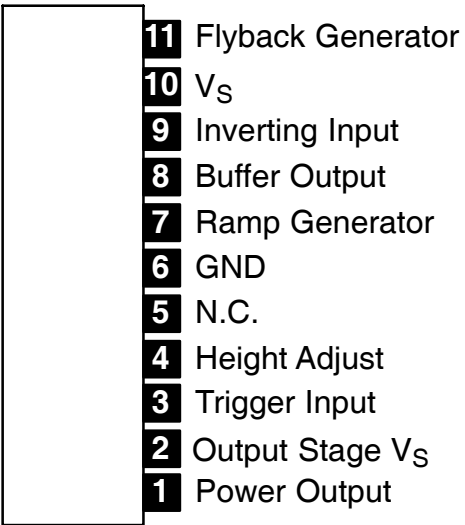 11 Flyback Generator
10 VS
9 Inverting Input
8 Buffer Output
7 Ramp Generator
6 GND
5 N.C.
4 Height Adjust
3 Trigger Input
2 Output Stage VS
1 Power Output